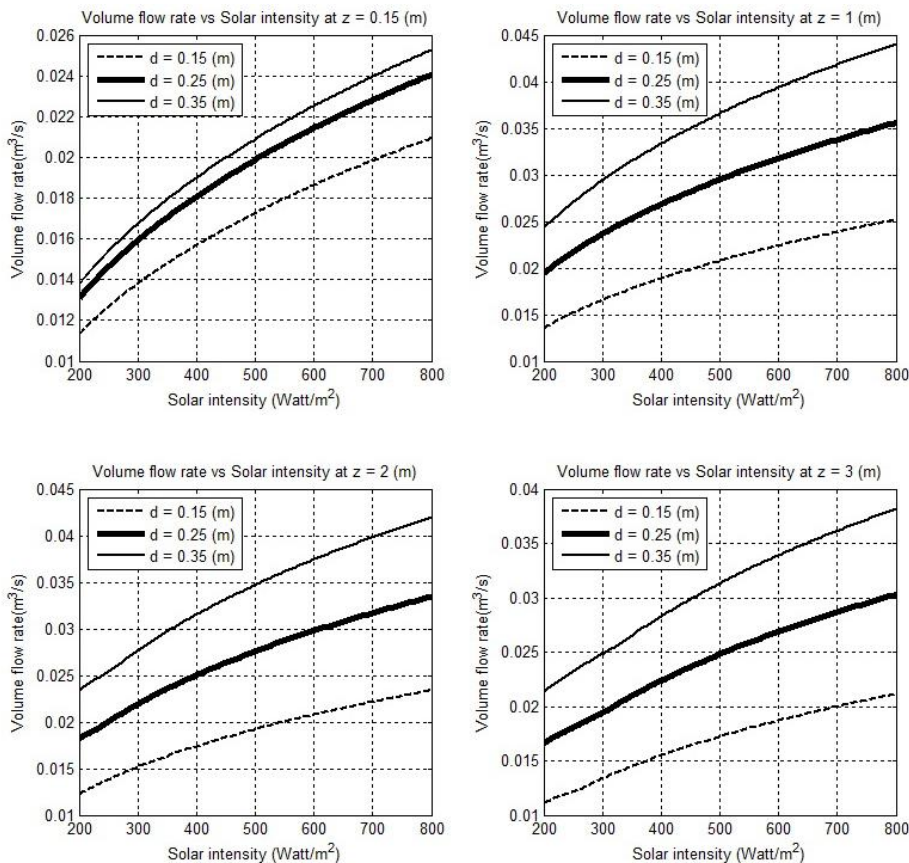 Volume flow rate vs Solar intensity at z = 0.15 (m)
0.026
0.024
0.022
0.02
0.018
0.016
0.014
0.012
0.01
Volume flow rate(m³/s)
d = 0.15 (m)
d = 0.25 (m)
d = 0.35 (m)
200 300 400 500 600 700 800
Solar intensity (Watt/m²)
Volume flow rate vs Solar intensity at z = 1 (m)
0.045
0.04
0.035
0.03
0.025
0.02
0.015
0.01
Volume flow rate(m³/s)
d = 0.15 (m)
d = 0.25 (m)
d = 0.35 (m)
200 300 400 500 600 700 800
Solar intensity (Watt/m²)
Volume flow rate vs Solar intensity at z = 2 (m)
0.045
0.04
0.035
0.03
0.025
0.02
0.015
0.01
Volume flow rate(m³/s)
d = 0.15 (m)
d = 0.25 (m)
d = 0.35 (m)
200 300 400 500 600 700 800
Solar intensity (Watt/m²)
Volume flow rate vs Solar intensity at z = 3 (m)
0.04
0.035
0.03
0.025
0.02
0.015
0.01
Volume flow rate(m³/s)
d = 0.15 (m)
d = 0.25 (m)
d = 0.35 (m)
200 300 400 500 600 700 800
Solar intensity (Watt/m²)